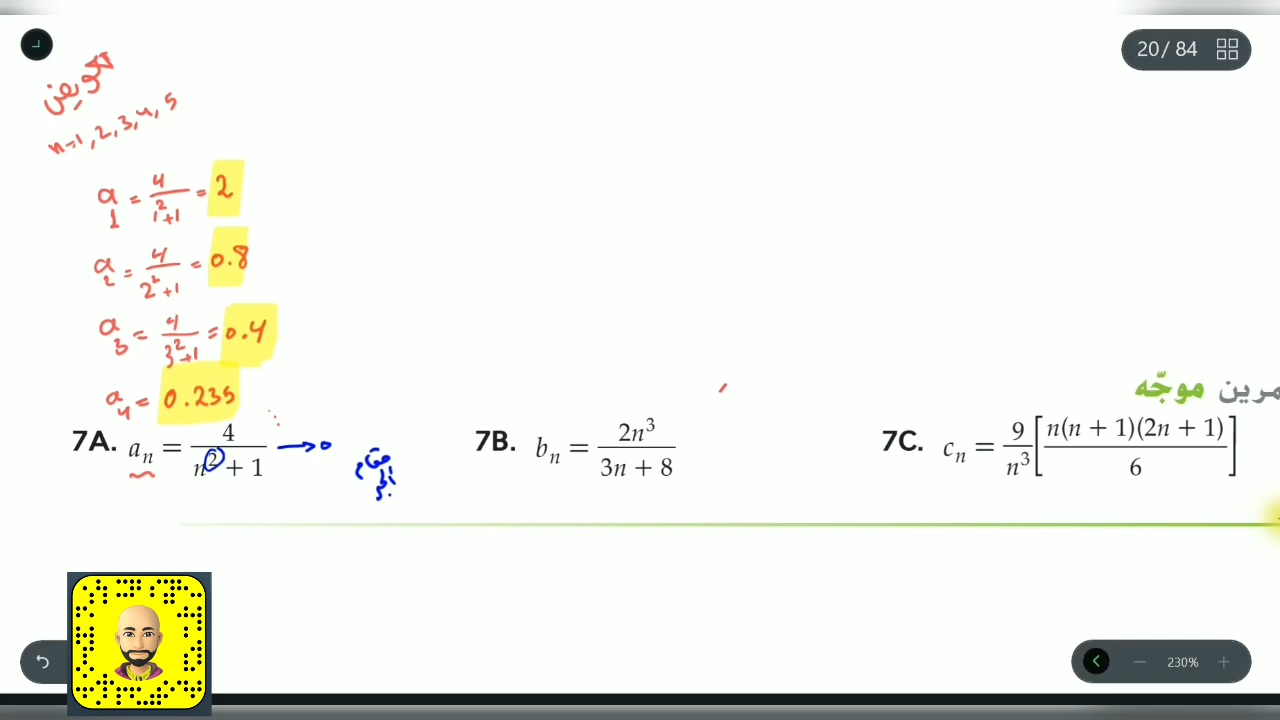 20 / 84
تعويض
n=1, 2, 3, 4, 5
a₁ = 4/(1²+1) = 2
a₂ = 4/(2²+1) = 0.8
a₃ = 4/(3²+1) = 0.4
a₄ = 0.235
مرين موجّه
7A. aₙ = 4/(n² + 1) → 0
7B. bₙ = 2n³/(3n + 8)
7C. cₙ = 9/n³ [n(n + 1)(2n + 1)/6]
230%